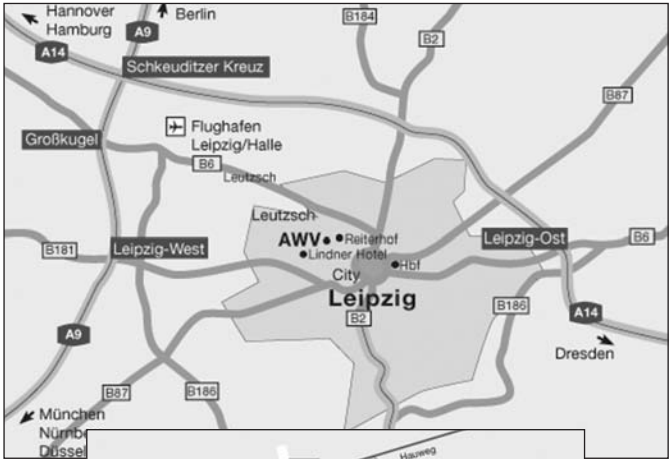 Hannover
Hamburg
A9
Berlin
B184
B2
A14
Schkeuditzer Kreuz
B87
Großkugel
Flughafen
Leipzig/Halle
B6
Leutzsch
Leutzsch
AWV
Reiterhof
Lindner Hotel
Leipzig-Ost
B6
B181
Leipzig-West
City
Hbf
Leipzig
B2
B186
A14
A9
Dresden
B87
B186
München
Hauweg